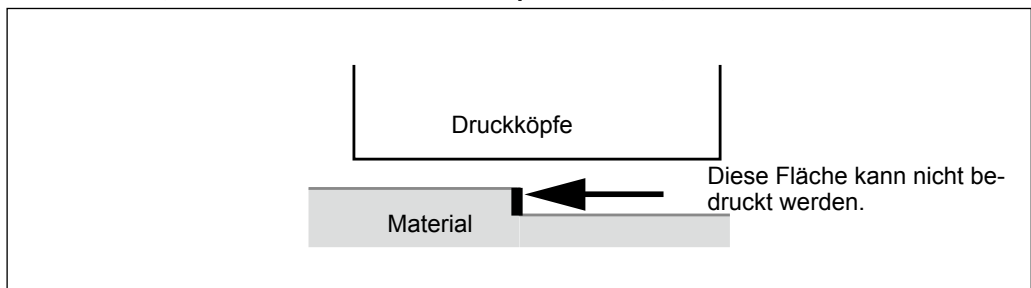 Druckköpfe
Diese Fläche kann nicht be-
druckt werden.
Material